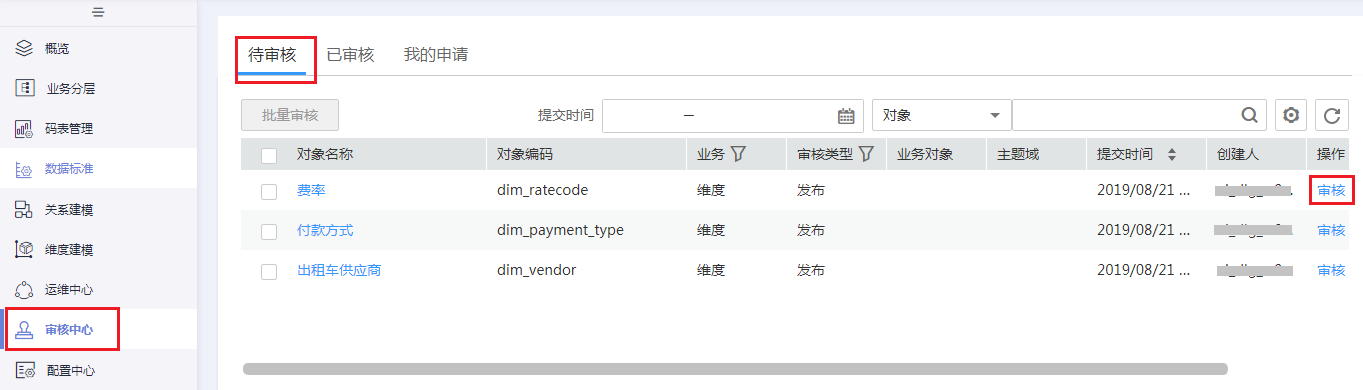 概览
业务分层
码表管理
数据标准
关系建模
维度建模
运维中心
审核中心
配置中心
待审核 已审核 我的申请
批量审核 提交时间 — 对象
对象名称 对象编码 业务 审核类型 业务对象 主题域 提交时间 创建人 操作
费率 dim_ratecode 维度 发布 2019/08/21 ... 审核
付款方式 dim_payment_type 维度 发布 2019/08/21 ... 审核
出租车供应商 dim_vendor 维度 发布 2019/08/21 ... 审核